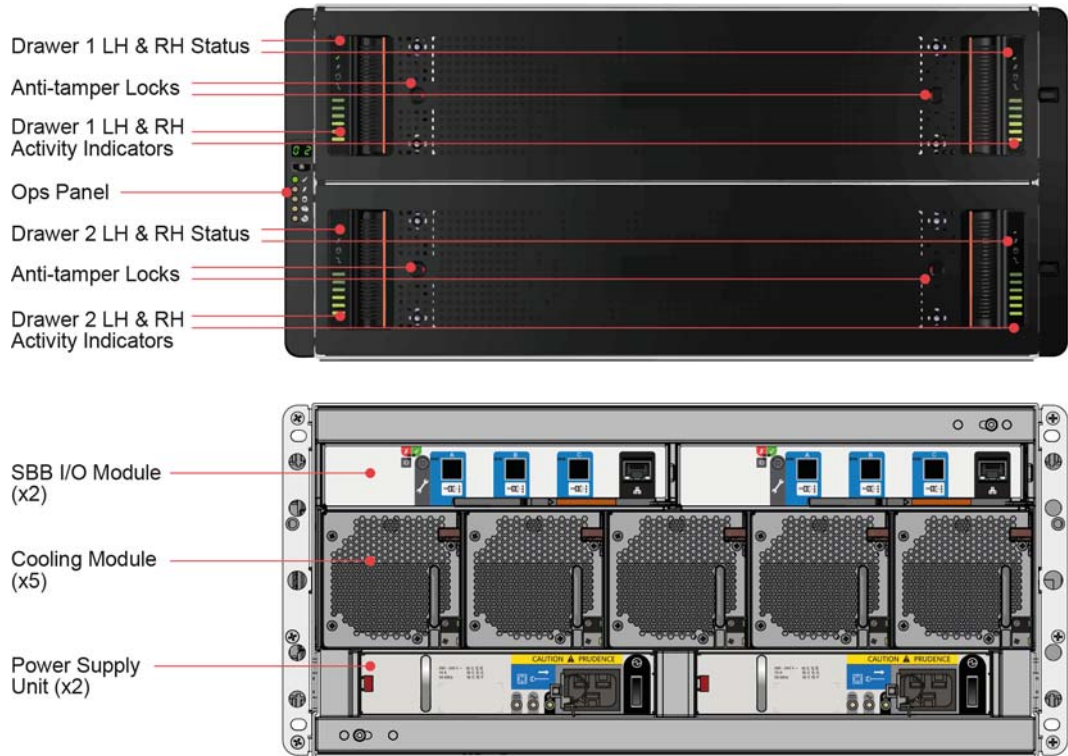 Drawer 1 LH & RH Status
Anti-tamper Locks
Drawer 1 LH & RH
Activity Indicators
02
Ops Panel
Drawer 2 LH & RH Status
Anti-tamper Locks
Drawer 2 LH & RH
Activity Indicators
SBB I/O Module
(x2)
A B C
A B C
Cooling Module
(x5)
Power Supply
Unit (x2)
CAUTION PRUDENCE
CAUTION PRUDENCE